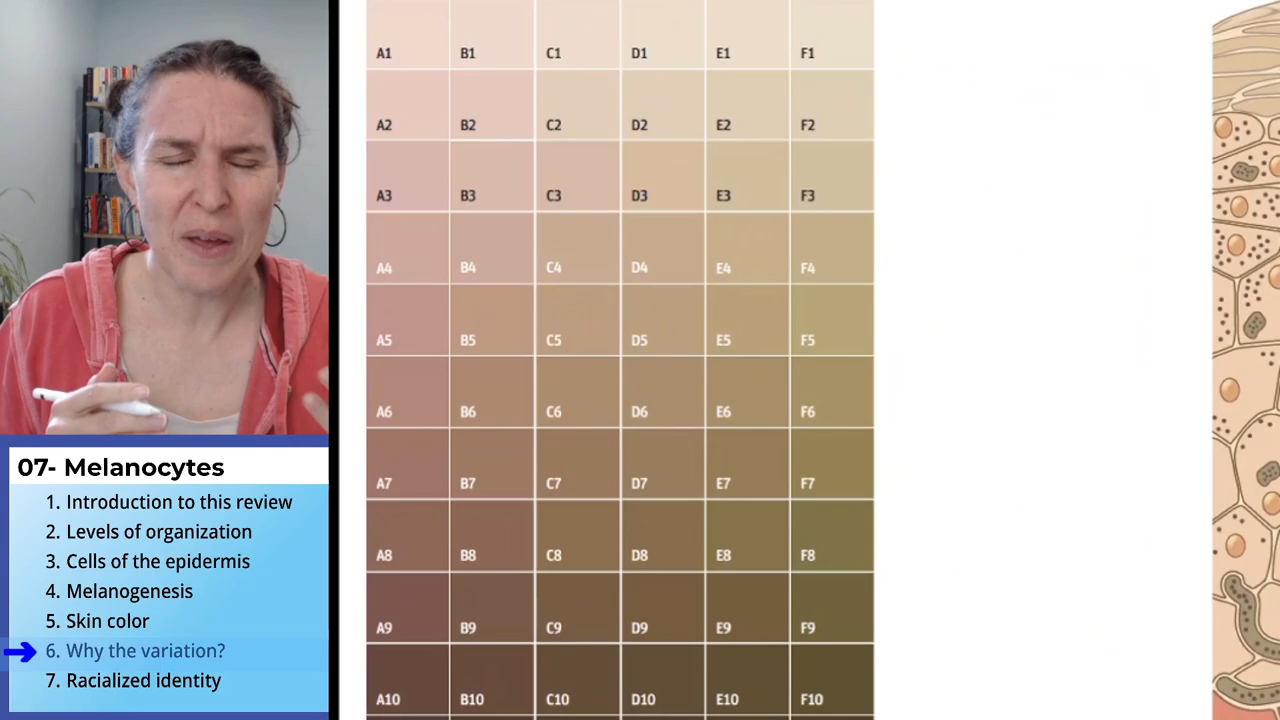 A1 B1 C1 D1 E1 F1
A2 B2 C2 D2 E2 F2
A3 B3 C3 D3 E3 F3
A4 B4 C4 D4 E4 F4
A5 B5 C5 D5 E5 F5
A6 B6 C6 D6 E6 F6
A7 B7 C7 D7 E7 F7
A8 B8 C8 D8 E8 F8
A9 B9 C9 D9 E9 F9
A10 B10 C10 D10 E10 F10
07- Melanocytes
1. Introduction to this review
2. Levels of organization
3. Cells of the epidermis
4. Melanogenesis
5. Skin color
6. Why the variation?
7. Racialized identity